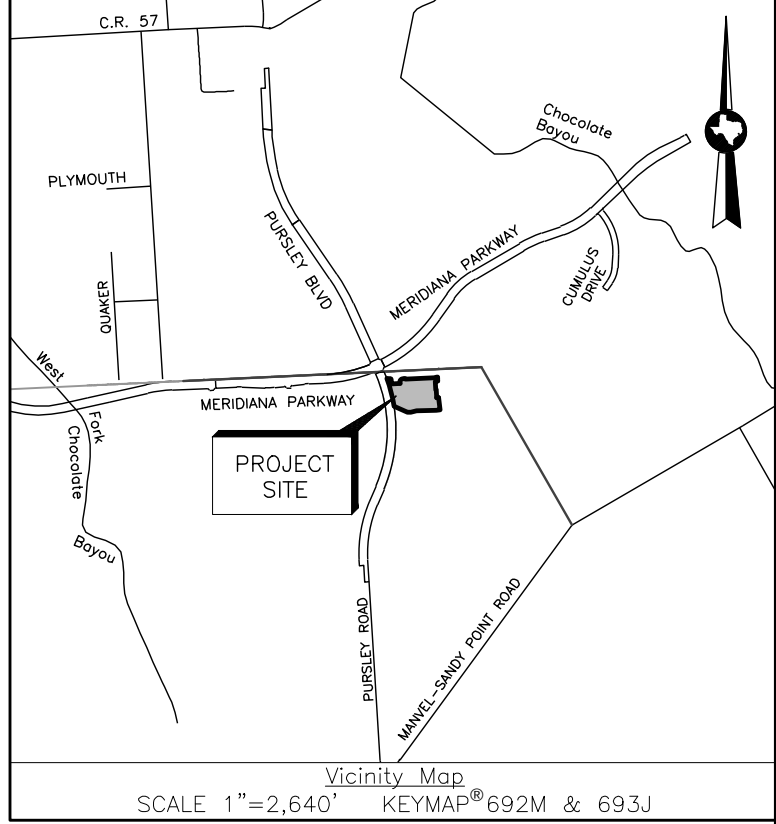 C.R. 57
Chocolate
Bayou
PLYMOUTH
PURSLEY BLVD
MERIDIANA PARKWAY
CUMULUS
DRIVE
QUAKER
West
Fork
Chocolate
Bayou
MERIDIANA PARKWAY
PROJECT
SITE
PURSLEY ROAD
MANVEL-SANDY POINT ROAD
Vicinity Map
SCALE 1"=2,640' KEYMAP® 692M & 693J